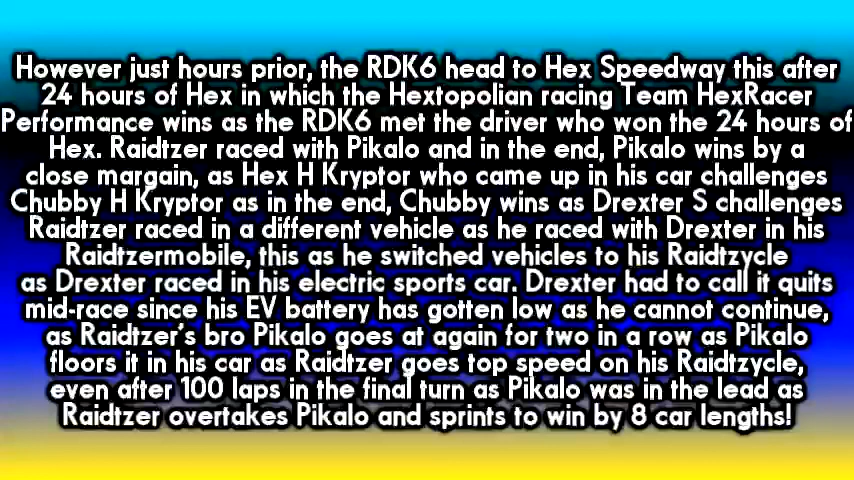 However just hours prior, the RDK6 head to Hex Speedway this after
24 hours of Hex in which the Hextopolian racing Team HexRacer
Performance wins as the RDK6 met the driver who won the 24 hours of
Hex. Raidtzer raced with Pikalo and in the end, Pikalo wins by a
close margain, as Hex H Kryptor who came up in his car challenges
Chubby H Kryptor as in the end, Chubby wins as Drexter S challenges
Raidtzer raced in a different vehicle as he raced with Drexter in his
Raidtzermobile, this as he switched vehicles to his Raidtzycle
as Drexter raced in his electric sports car. Drexter had to call it quits
mid-race since his EV battery has gotten low as he cannot continue,
as Raidtzer's bro Pikalo goes at again for two in a row as Pikalo
floors it in his car as Raidtzer goes top speed on his Raidtzycle,
even after 100 laps in the final turn as Pikalo was in the lead as
Raidtzer overtakes Pikalo and sprints to win by 8 car lengths!